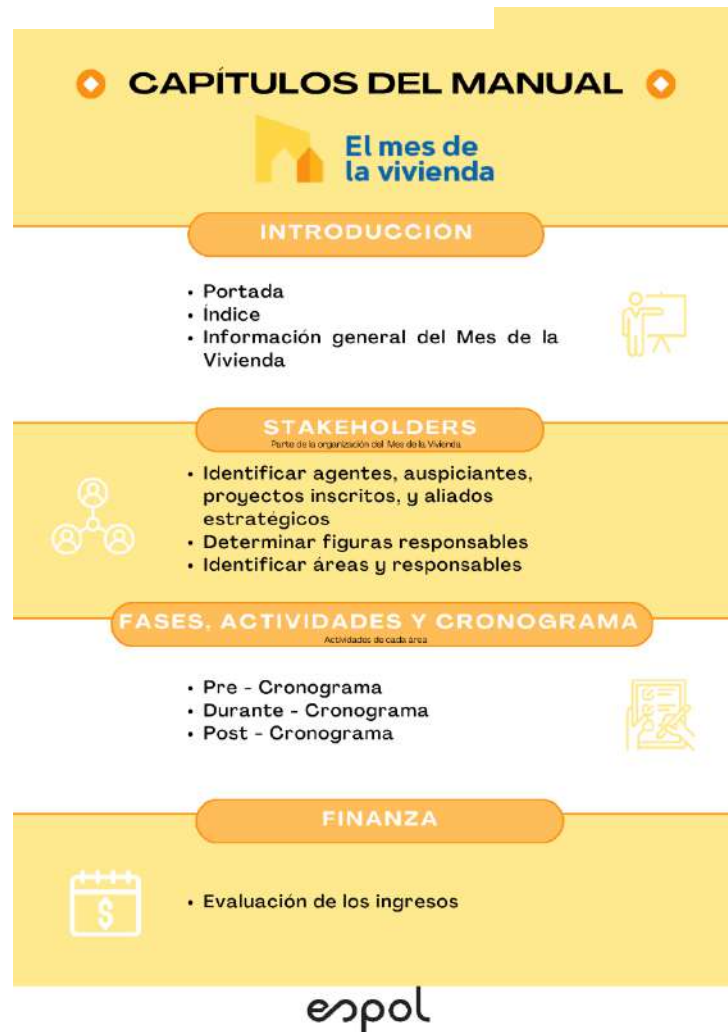 CAPÍTULOS DEL MANUAL
El mes de
la vivienda
INTRODUCCIÓN
• Portada
• Índice
• Información general del Mes de la
Vivienda
STAKEHOLDERS
Parte de la organización del Mes de la Vivienda
• Identificar agentes, auspiciantes,
proyectos inscritos, y aliados
estratégicos
• Determinar figuras responsables
• Identificar áreas y responsables
FASES, ACTIVIDADES Y CRONOGRAMA
Actividades de cada área
• Pre - Cronograma
• Durante - Cronograma
• Post - Cronograma
FINANZA
$
• Evaluación de los ingresos
espol